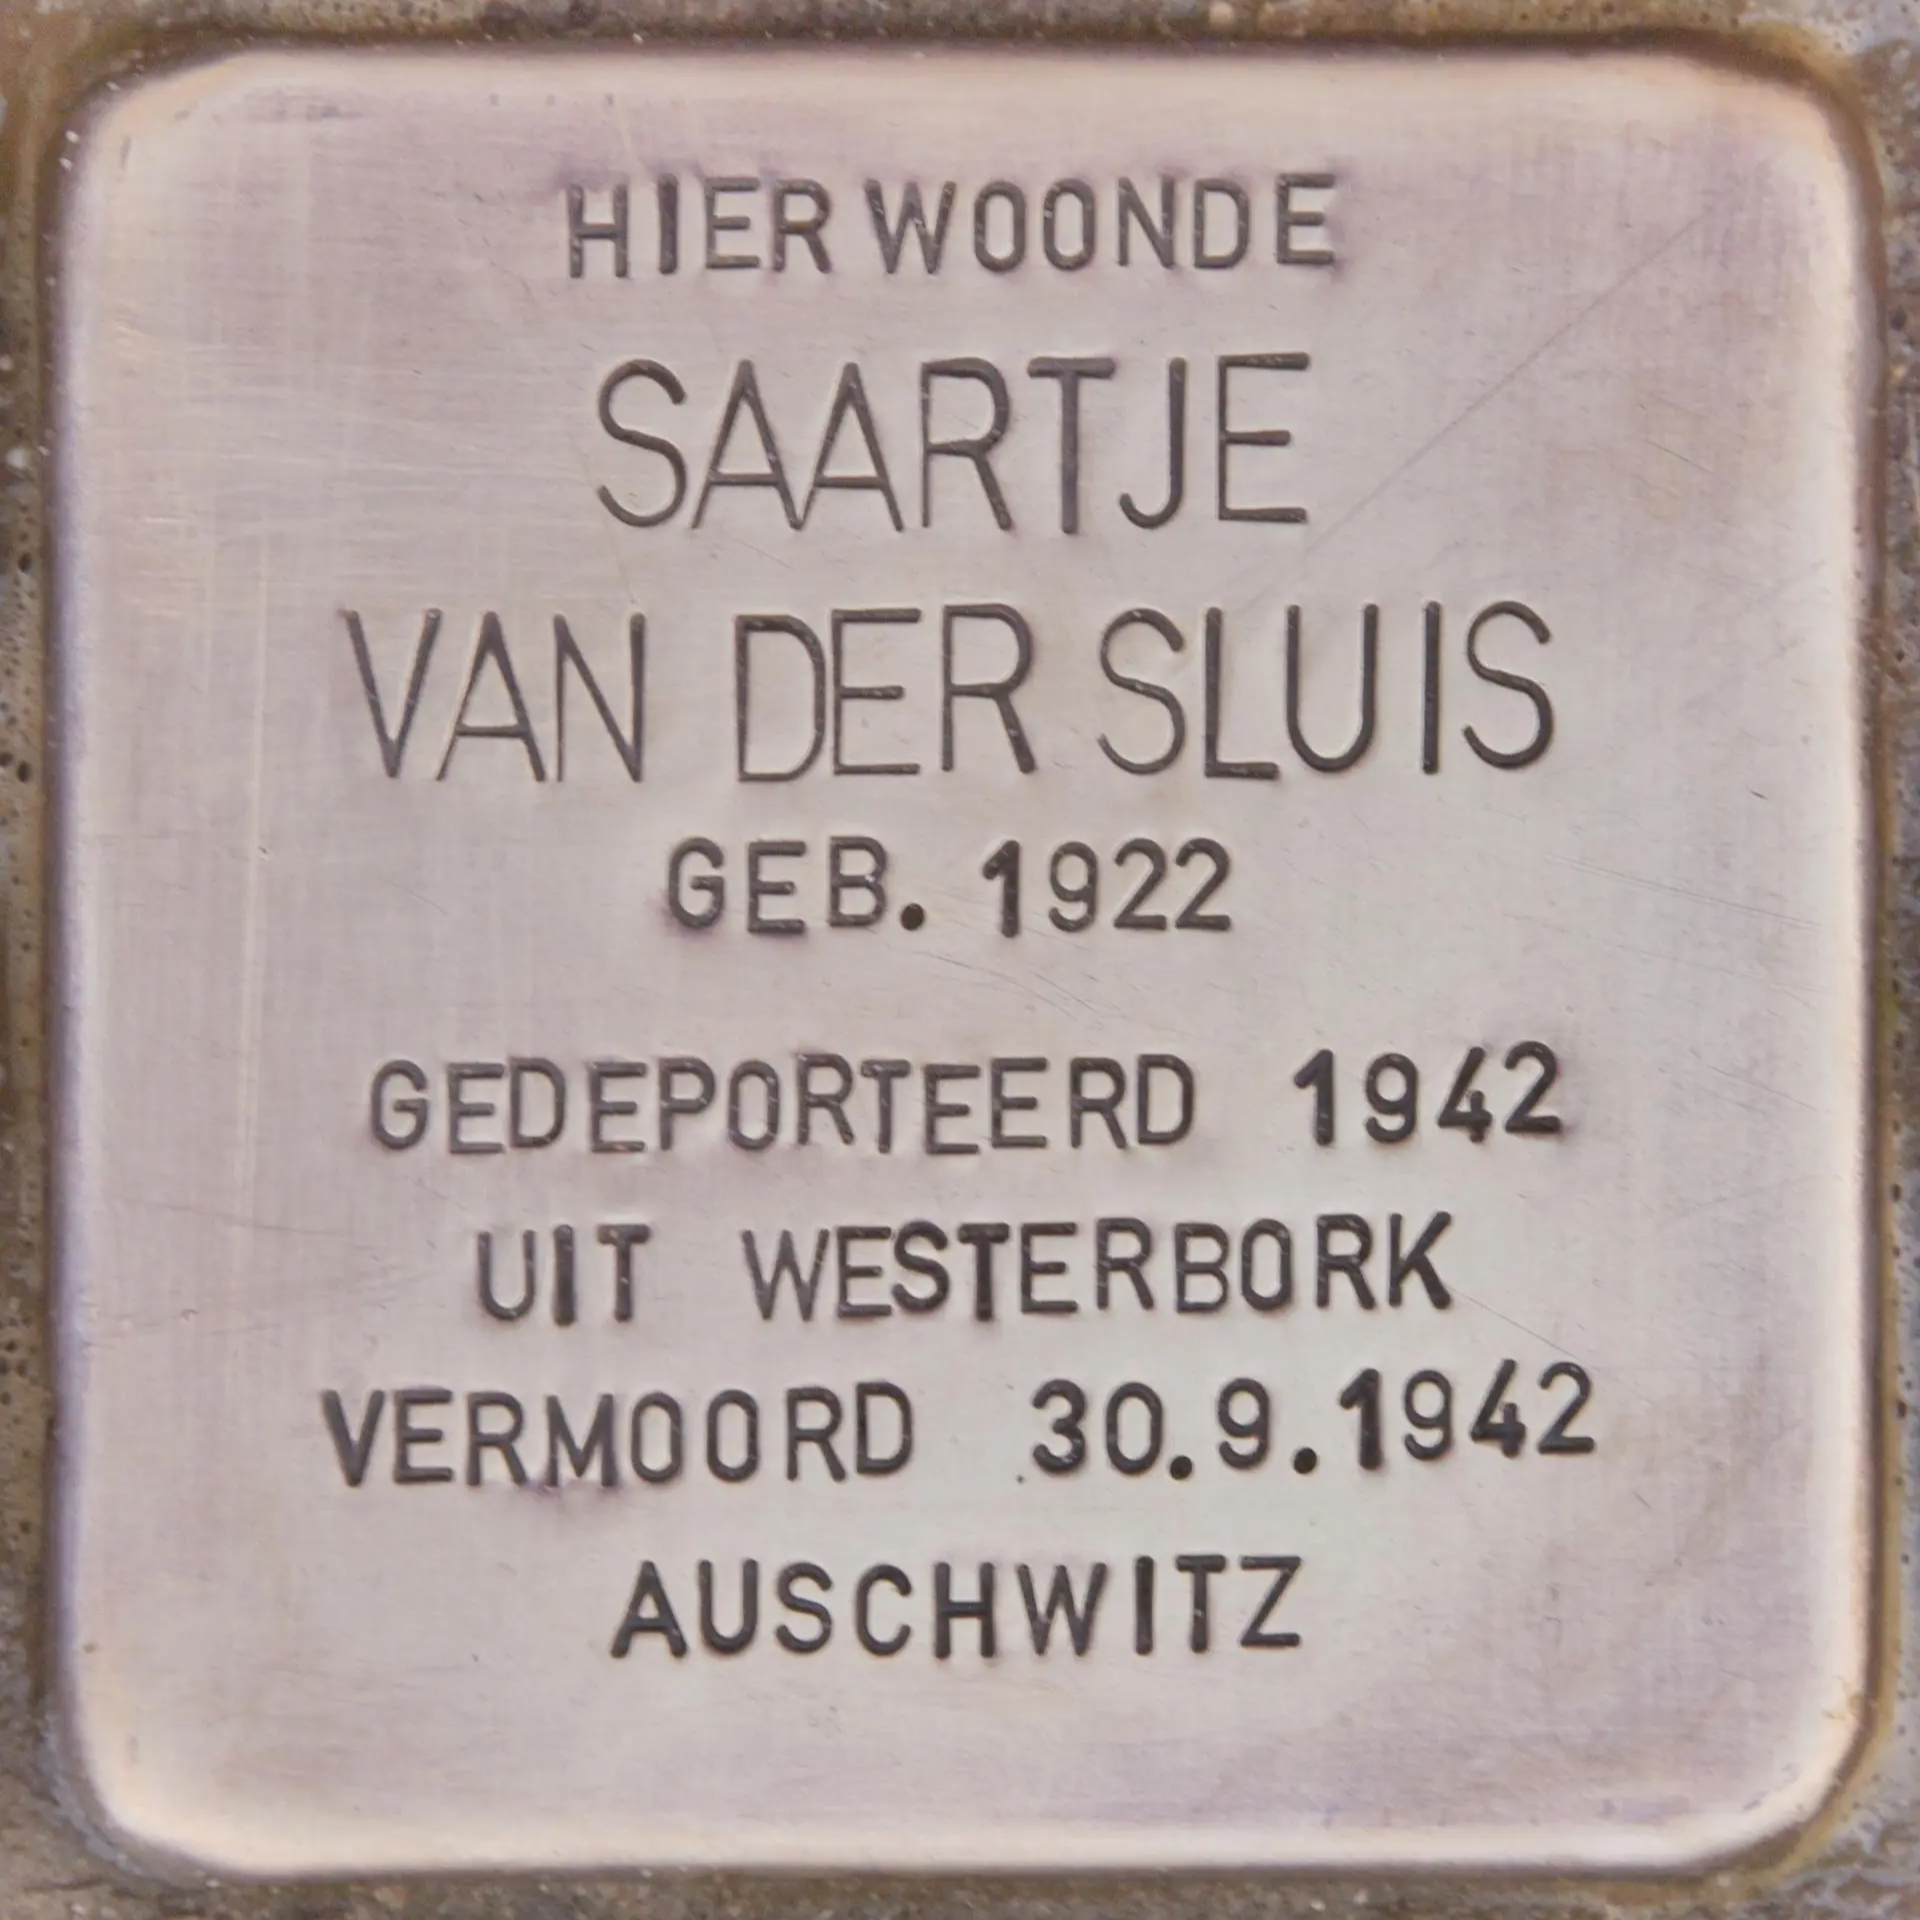 HIER WOONDE
SAARTJE
VAN DER SLUIS
GEB. 1922
GEDEPORTEERD 1942
UIT WESTERBORK
VERMOORD 30.9.1942
AUSCHWITZ